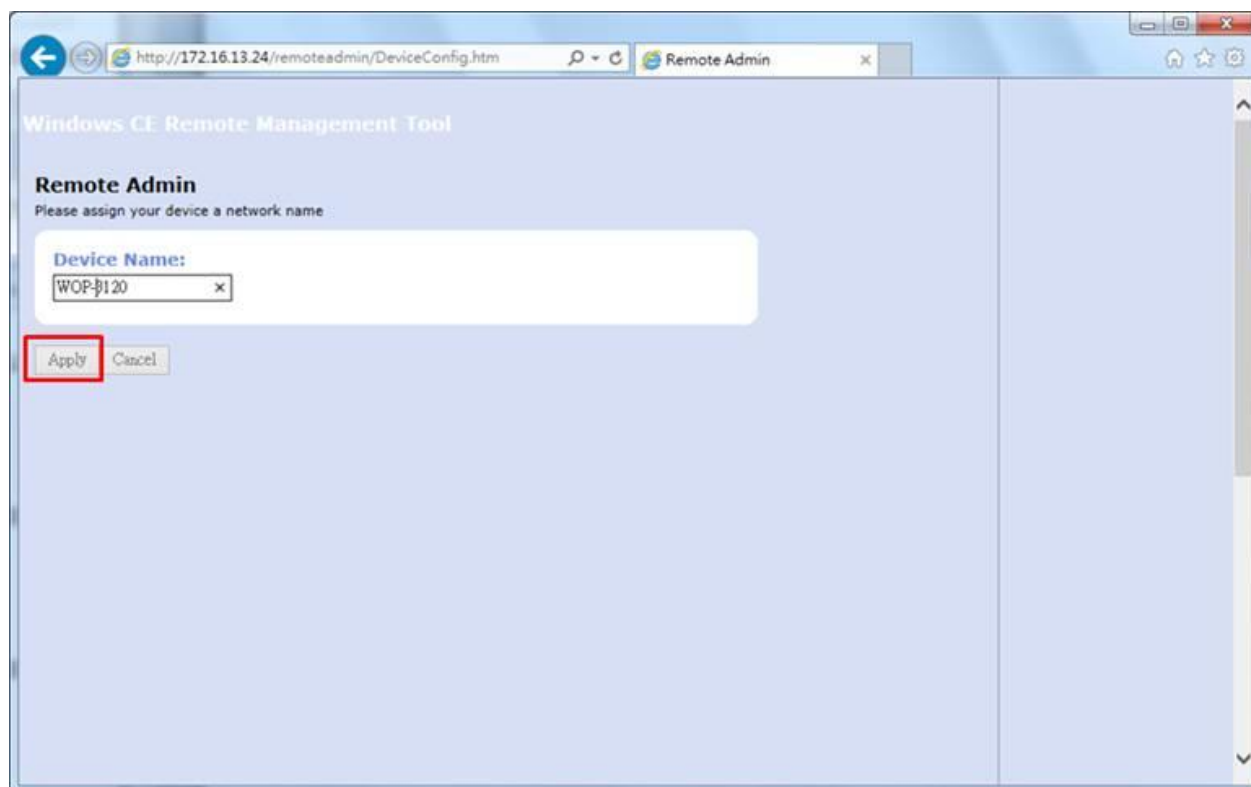 http://172.16.13.24/remoteadmin/DeviceConfig.htm
Remote Admin
Windows CE Remote Management Tool
Remote Admin
Please assign your device a network name
Device Name:
WOP-3120
Apply
Cancel